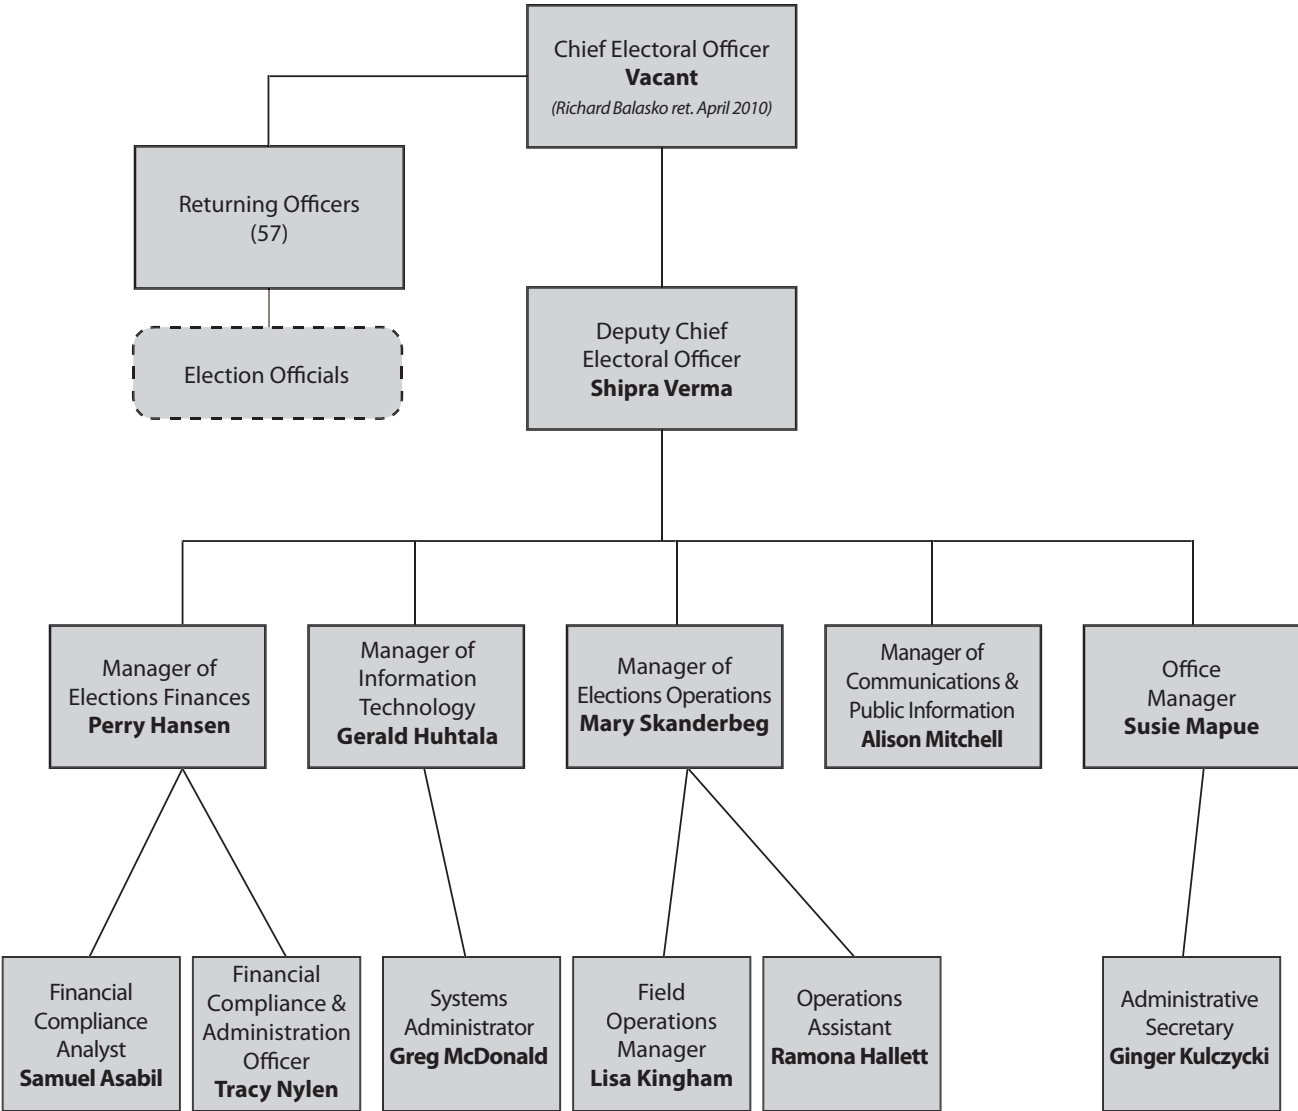 Chief Electoral Officer
Vacant
(Richard Balasko ret. April 2010)
Returning Officers
(57)
Election Officials
Deputy Chief
Electoral Officer
Shipra Verma
Manager of
Elections Finances
Perry Hansen
Manager of
Information
Technology
Gerald Huhtala
Manager of
Elections Operations
Mary Skanderbeg
Manager of
Communications &
Public Information
Alison Mitchell
Office
Manager
Susie Mapue
Financial
Compliance
Analyst
Samuel Asabil
Financial
Compliance &
Administration
Officer
Tracy Nylen
Systems
Administrator
Greg McDonald
Field
Operations
Manager
Lisa Kingham
Operations
Assistant
Ramona Hallett
Administrative
Secretary
Ginger Kulczycki